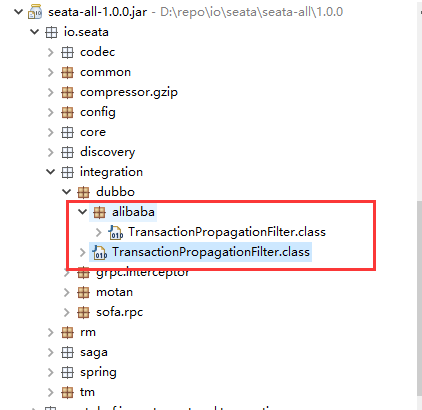 seata-all-1.0.0.jar - D:\repo\io\seata\seata-all\1.0.0
io.seata
codec
common
compressor.gzip
config
core
discovery
integration
dubbo
alibaba
TransactionPropagationFilter.class
TransactionPropagationFilter.class
grpc.interceptor
motan
sofa.rpc
rm
saga
spring
tm